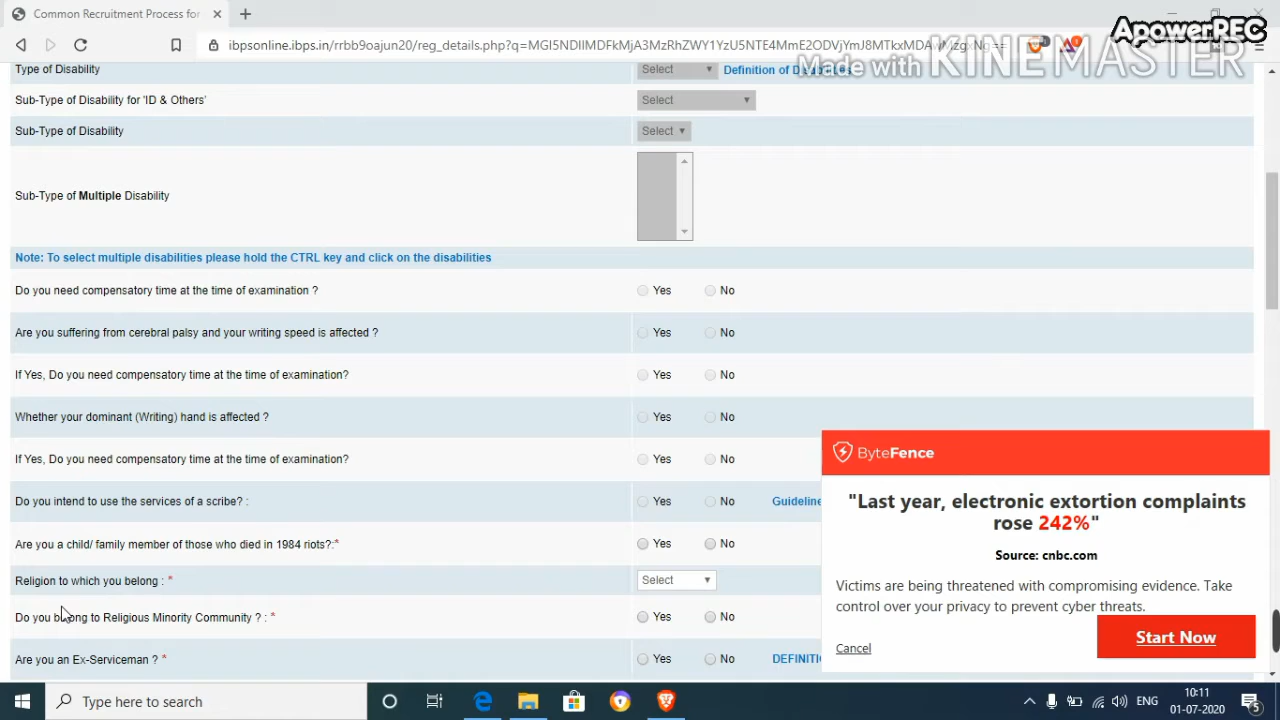 Common Recruitment Process for
ApowerREC
ibpsonline.ibps.in/
Made with KINEMASTER
Type of Disability
Select
Definition of Disabilities
Sub-Type of Disability for 'ID & Others'
Select
Sub-Type of Disability
Select
Sub-Type of Multiple Disability
Note: To select multiple disabilities please hold the CTRL key and click on the disabilities
Do you need compensatory time at the time of examination ?
Yes No
Are you suffering from cerebral palsy and your writing speed is affected ?
Yes No
If Yes, Do you need compensatory time at the time of examination?
Yes No
Whether your dominant (Writing) hand is affected ?
Yes No
If Yes, Do you need compensatory time at the time of examination?
Yes No
Do you intend to use the services of a scribe? :
Yes No Guideline
Are you a child/ family member of those who died in 1984 riots?:*
Yes No
Religion to which you belong : *
Select
Do you belong to Religious Minority Community ? : *
Yes No
Are you an Ex-Serviceman ? *
Yes No DEFINITI
ByteFence
"Last year, electronic extortion complaints
rose 242%"
Source: cnbc.com
Victims are being threatened with compromising evidence. Take
control over your privacy to prevent cyber threats.
Cancel
Start Now
Type here to search
ENG
10:11
01-07-2020
5